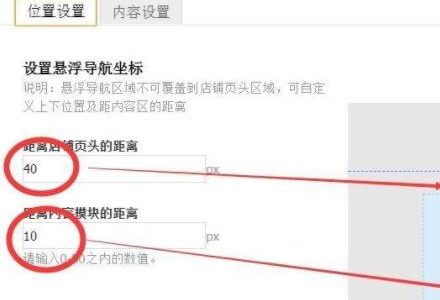 位置设置 内容设置
设置悬浮导航坐标
说明：悬浮导航区域不可覆盖到店铺页头区域，可自定
义上下位置及距内容区的距离
距离店铺页头的距离
40 px
距离内容模块的距离
10 px
请输入0-50之内的数值。